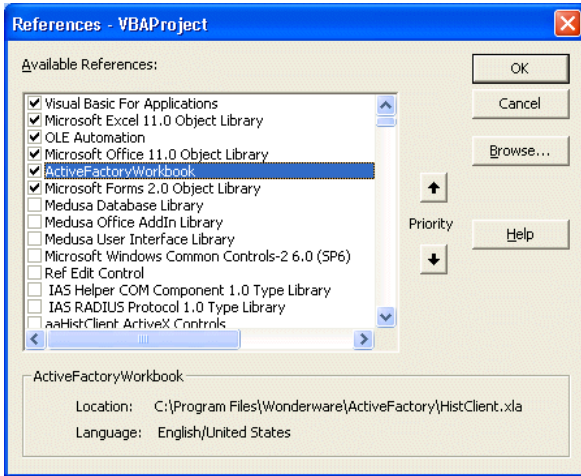 References - VBAProject
Available References:
OK
Cancel
Browse...
Visual Basic For Applications
Microsoft Excel 11.0 Object Library
OLE Automation
Microsoft Office 11.0 Object Library
ActiveFactoryWorkbook
Microsoft Forms 2.0 Object Library
Medusa Database Library
Medusa Office AddIn Library
Medusa User Interface Library
Microsoft Windows Common Controls-2 6.0 (SP6)
Ref Edit Control
IAS Helper COM Component 1.0 Type Library
IAS RADIUS Protocol 1.0 Type Library
aaHistClient ActiveX Controls
Priority
Help
ActiveFactoryWorkbook
Location: C:\Program Files\Wonderware\ActiveFactory\HistClient.xla
Language: English/United States